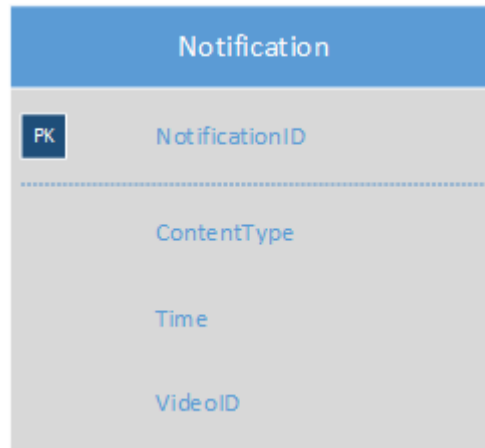 Notification
PK NotificationID
ContentType
Time
VideoID